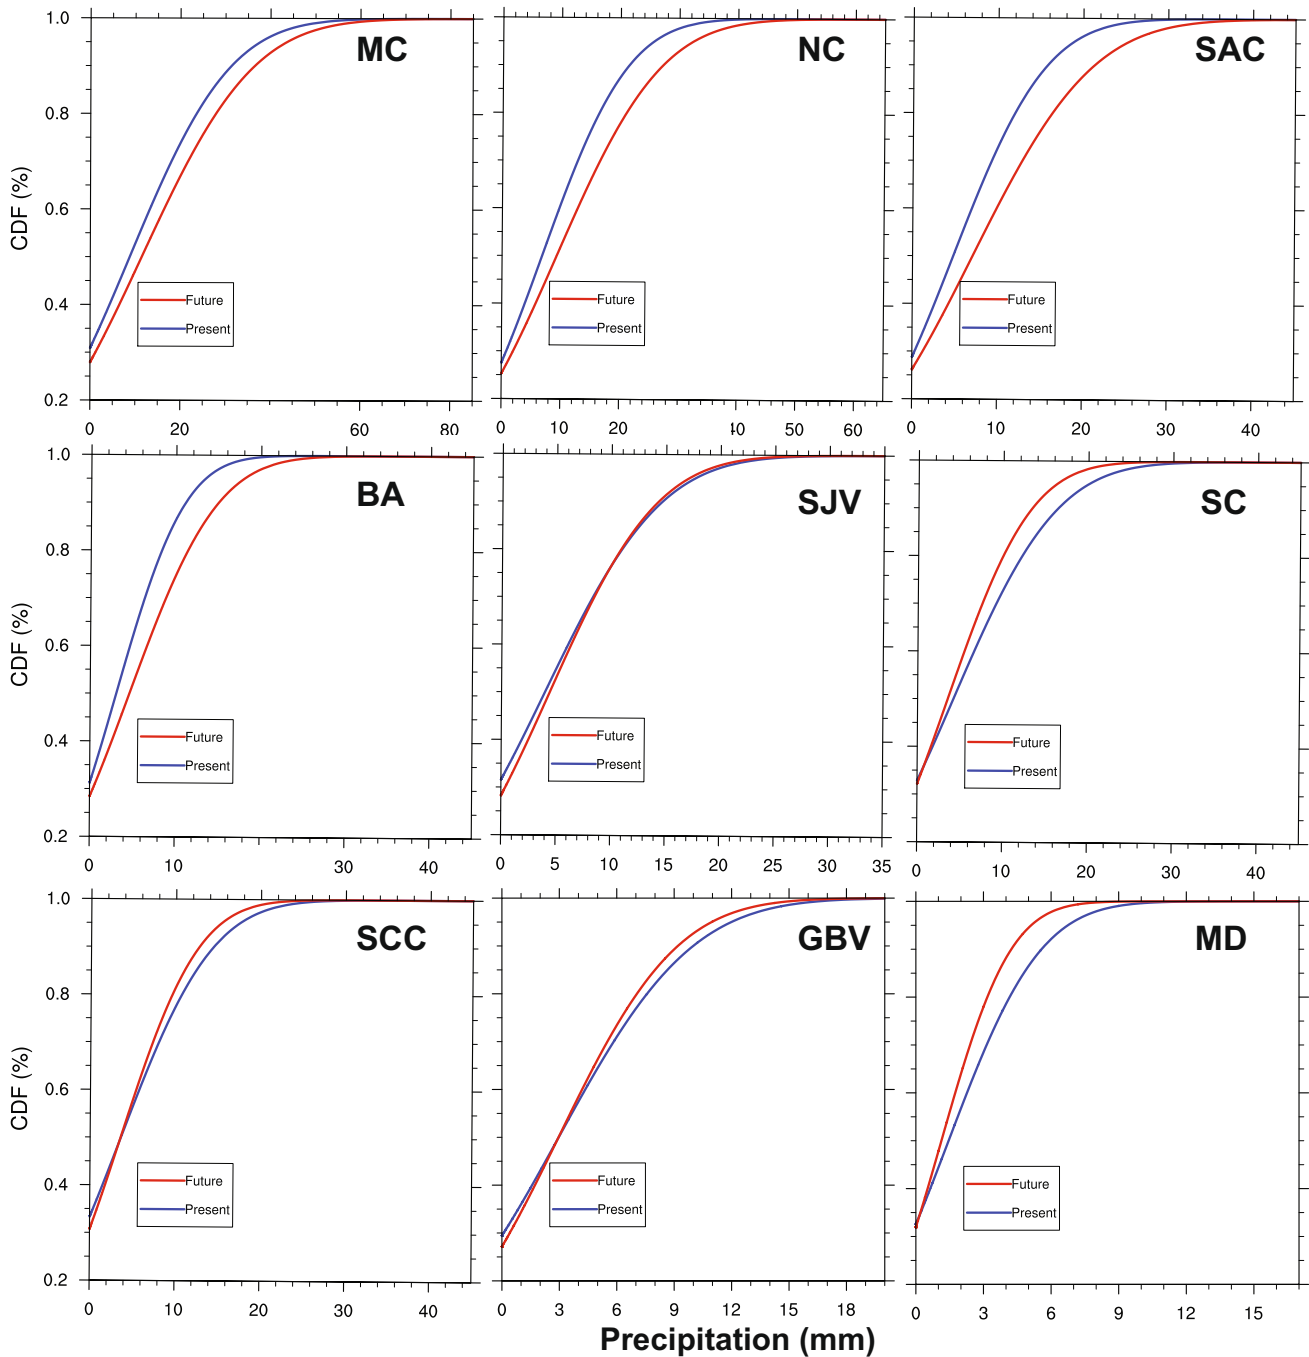 MC
NC
SAC
1.0
0.8
0.6
0.4
0.2
CDF (%)
Future
Present
Future
Present
Future
Present
0 20 40 60 80
0 10 20 40 50 60
0 10 20 30 40
BA
SJV
SC
1.0
0.8
0.6
0.4
0.2
CDF (%)
Future
Present
Future
Present
Future
Present
0 10 30 40
0 5 15 20 30 35
0 10 20 30 40
SCC
GBV
MD
1.0
0.8
0.6
0.4
0.2
CDF (%)
Future
Present
Future
Present
Future
Present
0 10 20 30 40
0 3 6 9 12 15 18
0 3 6 9 12 15
Precipitation (mm)